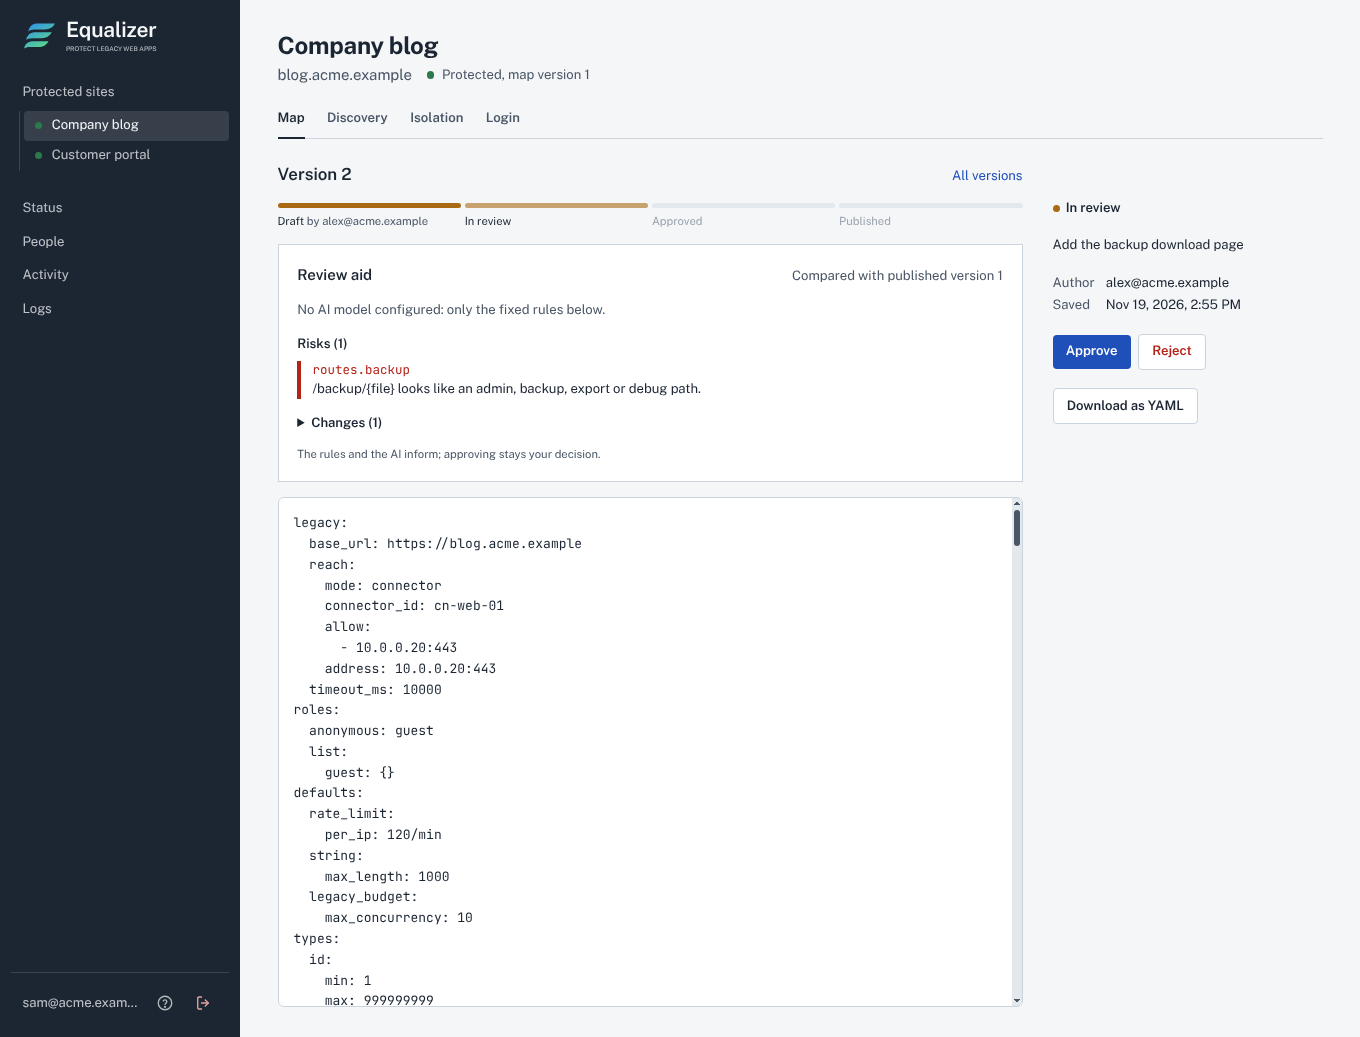 Equalizer
PROTECT LEGACY WEB APPS
Protected sites
Company blog
Customer portal
Status
People
Activity
Logs
sam@acme.exam...
Company blog
blog.acme.example
Protected, map version 1
Map Discovery Isolation Login
Version 2
All versions
Draft by alex@acme.example
In review
Approved
Published
Review aid
Compared with published version 1
No AI model configured: only the fixed rules below.
Risks (1)
routes.backup
/backup/{file} looks like an admin, backup, export or debug path.
Changes (1)
The rules and the AI inform; approving stays your decision.
legacy:
  base_url: https://blog.acme.example
  reach:
    mode: connector
    connector_id: cn-web-01
    allow:
      - 10.0.0.20:443
    address: 10.0.0.20:443
  timeout_ms: 10000
roles:
  anonymous: guest
  list:
    guest: {}
defaults:
  rate_limit:
    per_ip: 120/min
  string:
    max_length: 1000
  legacy_budget:
    max_concurrency: 10
types:
  id:
    min: 1
    max: 999999999
In review
Add the backup download page
Author alex@acme.example
Saved Nov 19, 2026, 2:55 PM
Approve
Reject
Download as YAML